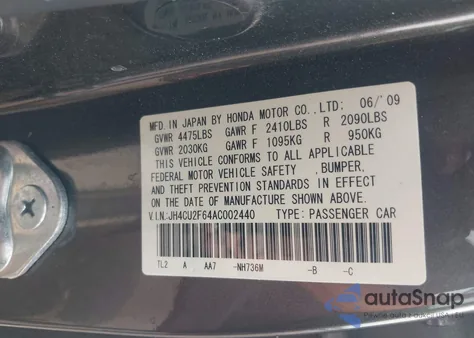 MFD IN JAPAN BY HONDA MOTOR CO.,LTD: 06/'09
GVWR 4475LBS GAWR F 2410LBS R 2090LBS
GVWR 2030KG GAWR F 1095KG R 950KG
THIS VEHICLE CONFORMS TO ALL APPLICABLE
FEDERAL MOTOR VEHICLE SAFETY ,BUMPER,
AND THEFT PREVENTION STANDARDS IN EFFECT
ON THE DATE OF MANUFACTURE SHOWN ABOVE.
V.I.N:JH4CU2F64AC002440 TYPE: PASSENGER CAR
TL2 A AA7 -NH736M -B -C
autoSnap